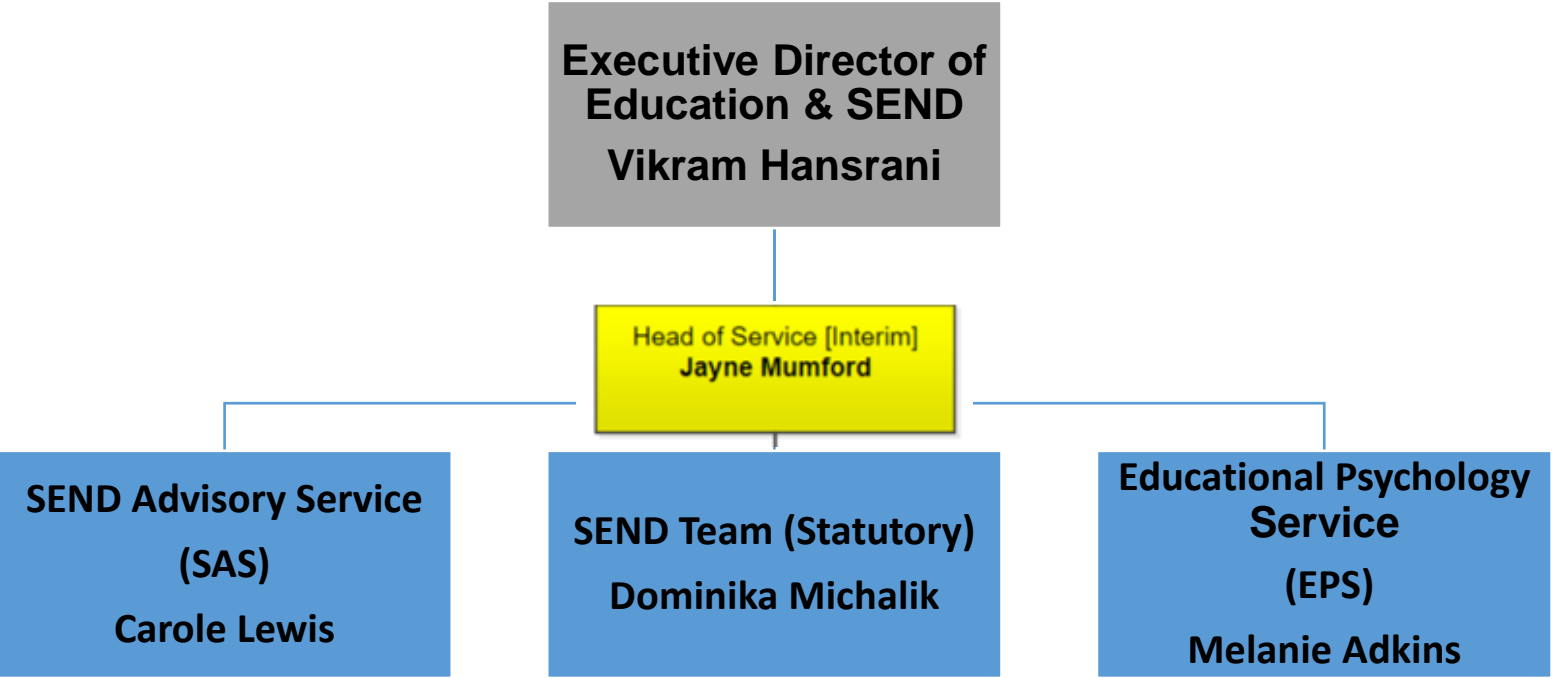 Executive Director of
Education & SEND
Vikram Hansrani
Head of Service [Interim]
Jayne Mumford
SEND Advisory Service
(SAS)
Carole Lewis
SEND Team (Statutory)
Dominika Michalik
Educational Psychology
Service
(EPS)
Melanie Adkins